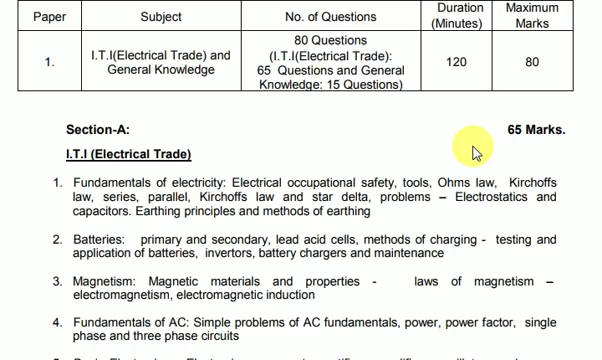 Paper Subject No. of Questions Duration (Minutes) Maximum Marks
1. I.T.I(Electrical Trade) and General Knowledge 80 Questions (I.T.I(Electrical Trade): 65 Questions and General Knowledge: 15 Questions) 120 80
Section-A: 65 Marks.
I.T.I (Electrical Trade)
1. Fundamentals of electricity: Electrical occupational safety, tools, Ohms law, Kirchoffs
law, series, parallel, Kirchoffs law and star delta, problems – Electrostatics and
capacitors. Earthing principles and methods of earthing
2. Batteries: primary and secondary, lead acid cells, methods of charging - testing and
application of batteries, invertors, battery chargers and maintenance
3. Magnetism: Magnetic materials and properties - laws of magnetism –
electromagnetism, electromagnetic induction
4. Fundamentals of AC: Simple problems of AC fundamentals, power, power factor, single
phase and three phase circuits